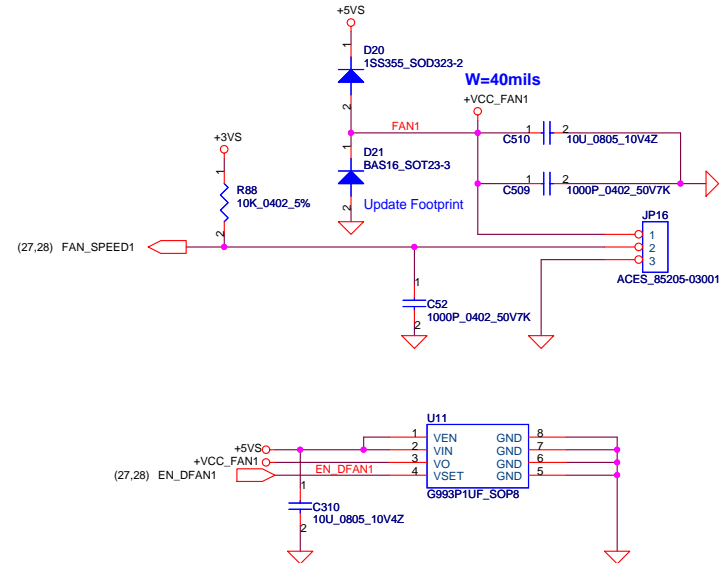 +5VS
1
D20
1SS355_SOD323-2
2
W=40mils
+VCC_FAN1
FAN1
C510
1
2
10U_0805_10V4Z
+3VS
1
D21
BAS16_SOT23-3
2
C509
1
2
1000P_0402_50V7K
R88
10K_0402_5%
1
2
Update Footprint
JP16
1
2
3
ACES_85205-03001
(27,28) FAN_SPEED1
1
C52
1000P_0402_50V7K
2
U11
+5VS
+VCC_FAN1
(27,28) EN_DFAN1
EN_DFAN1
1 VEN GND 8
2 VIN GND 7
3 VO GND 6
4 VSET GND 5
G993P1UF_SOP8
1
C310
10U_0805_10V4Z
2